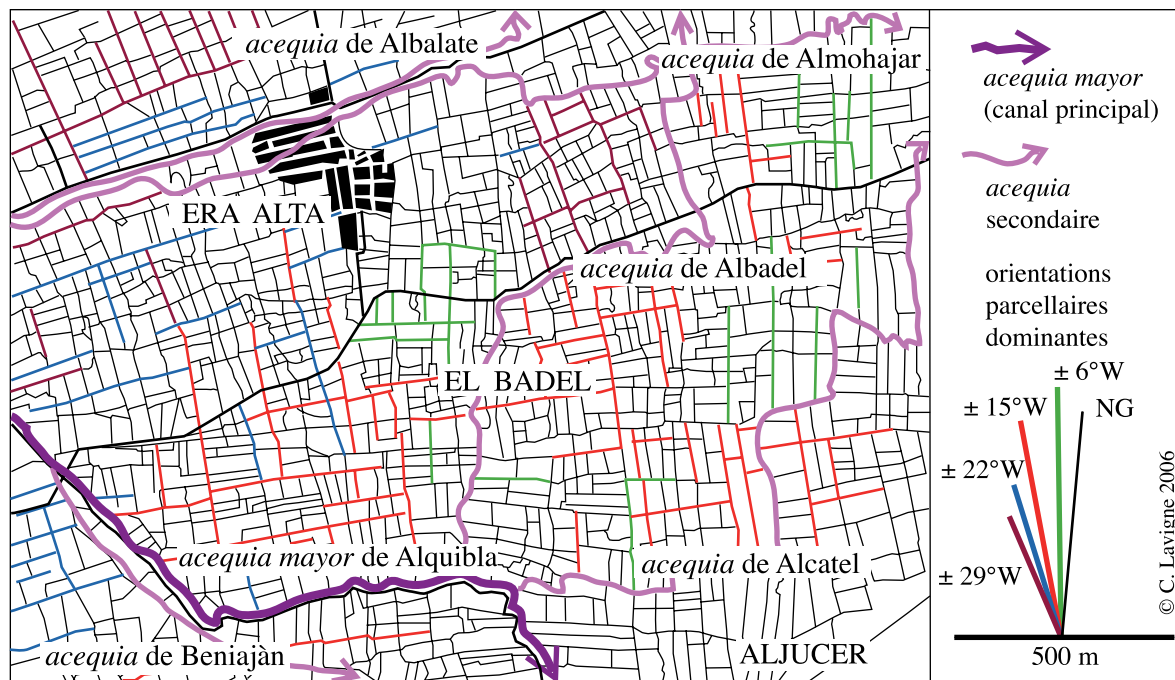 acequia de Albalate
acequia de Almohajar
ERA ALTA
acequia de Albadel
EL BADEL
acequia mayor de Alquibla
acequia de Alcatel
acequia de Beniajàn
ALJUCER
acequia mayor
(canal principal)
acequia
secondaire
orientations
parcellaires
dominantes
± 6°W
± 15°W
NG
± 22°W
± 29°W
500 m
© C. Lavigne 2006